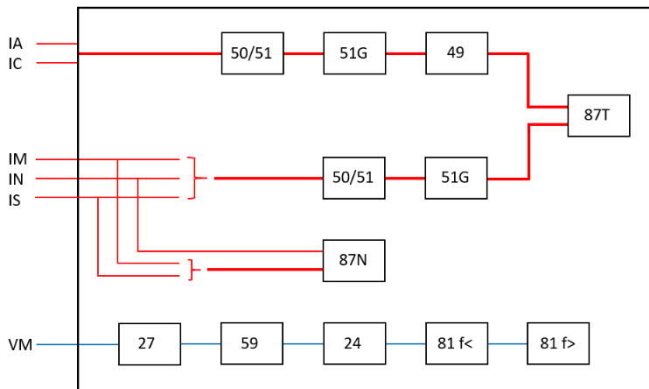 IA
IC
50/51 51G 49
87T
IM
IN
IS
50/51 51G
87N
VM
27 59 24 81 f< 81 f>